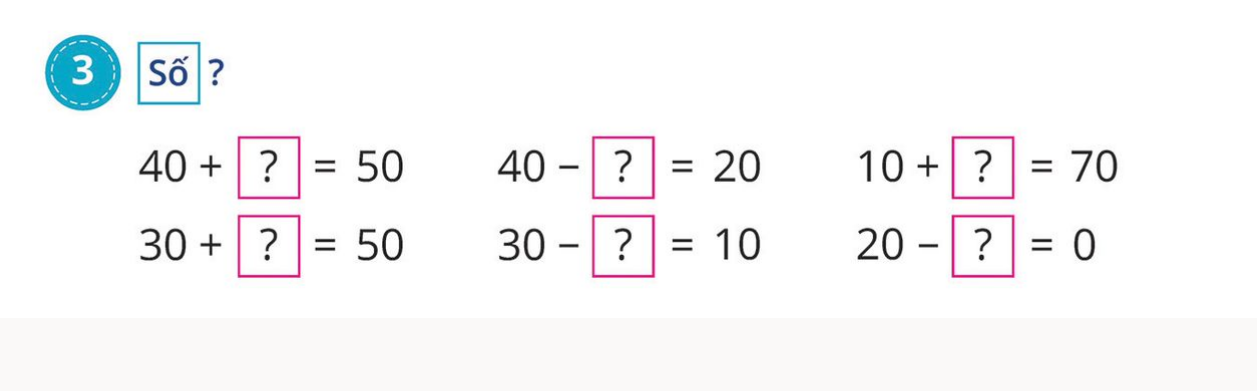 3 Số ?
40 + ? = 50 40 – ? = 20 10 + ? = 70
30 + ? = 50 30 – ? = 10 20 – ? = 0